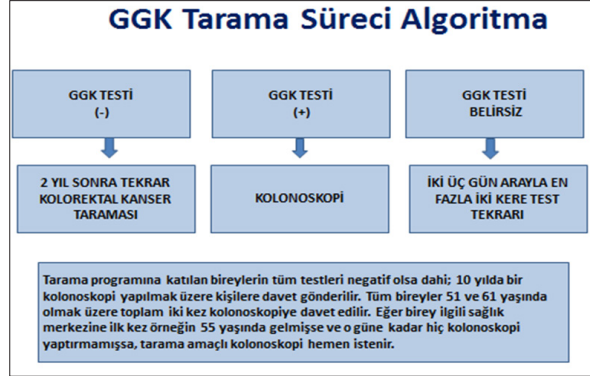 GGK Tarama Süreci Algoritma
GGK TESTİ
(-)
GGK TESTİ
(+)
GGK TESTİ
BELİRSİZ
2 YIL SONRA TEKRAR
KOLOREKTAL KANSER
TARAMASI
KOLONOSKOPİ
İKİ ÜÇ GÜN ARAYLA EN
FAZLA İKİ KERE TEST
TEKRARI
Tarama programına katılan bireylerin tüm testleri negatif olsa dahi; 10 yılda bir
kolonoskopi yapılmak üzere kişilere davet gönderilir. Tüm bireyler 51 ve 61 yaşında
olmak üzere toplam iki kez kolonoskopiye davet edilir. Eğer birey ilgili sağlık
merkezine ilk kez örneğin 55 yaşında gelmişse ve o güne kadar hiç kolonoskopi
yaptırmamışsa, tarama amaçlı kolonoskopi hemen istenir.